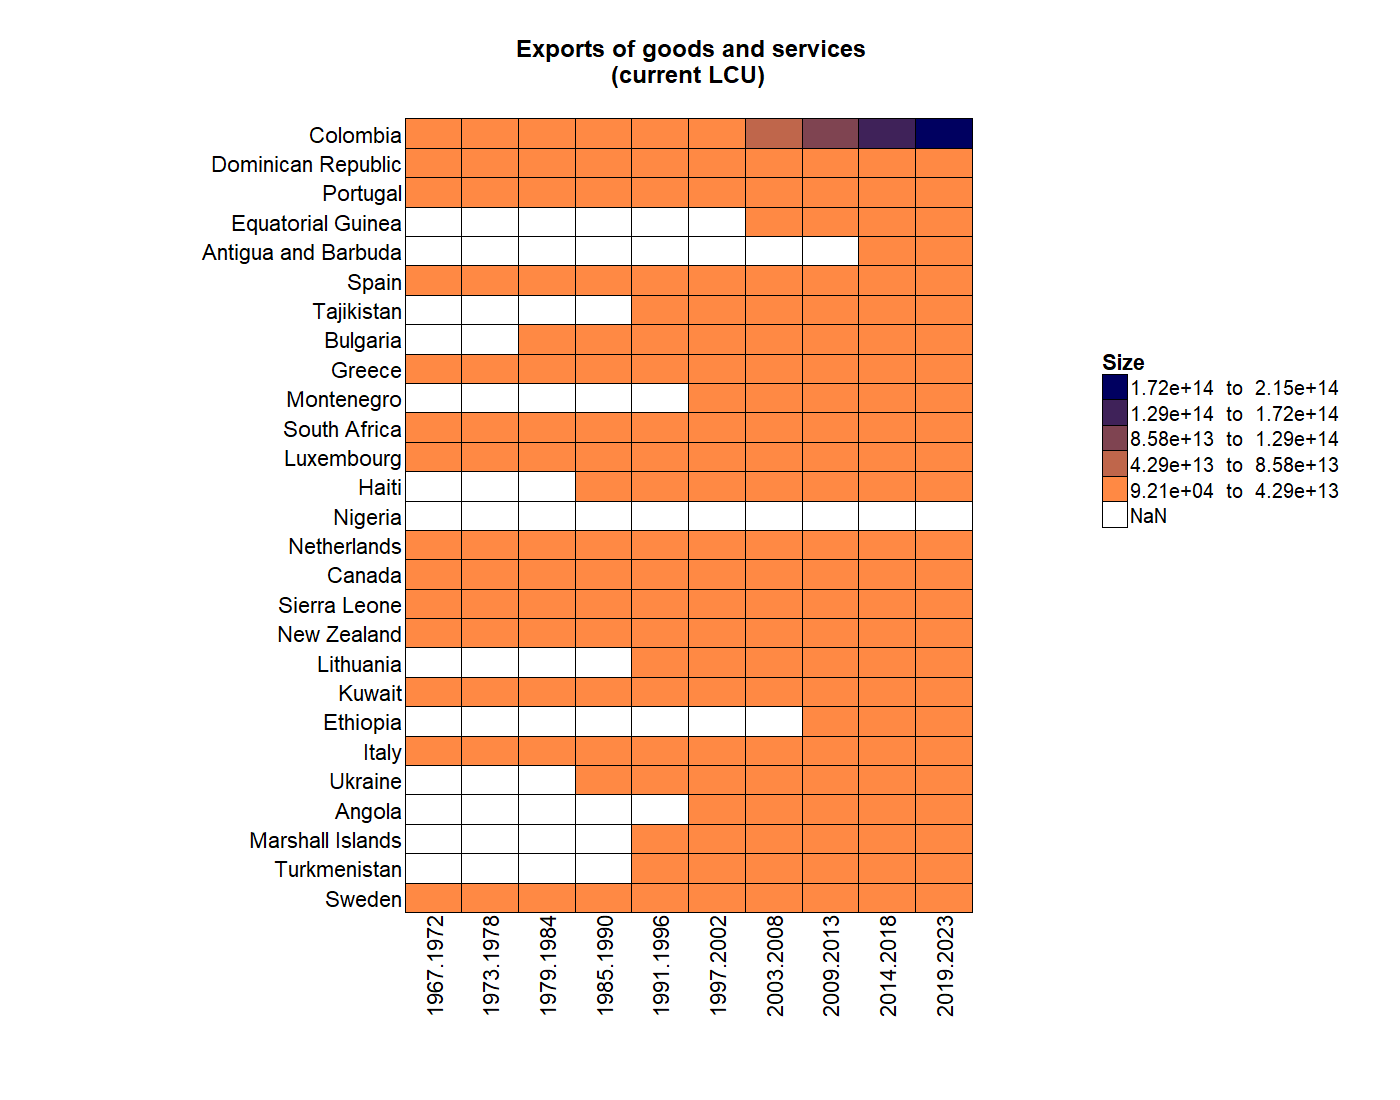 Exports of goods and services
(current LCU)
Colombia
Dominican Republic
Portugal
Equatorial Guinea
Antigua and Barbuda
Spain
Tajikistan
Bulgaria
Greece
Montenegro
South Africa
Luxembourg
Haiti
Nigeria
Netherlands
Canada
Sierra Leone
New Zealand
Lithuania
Kuwait
Ethiopia
Italy
Ukraine
Angola
Marshall Islands
Turkmenistan
Sweden
1967.1972
1973.1978
1979.1984
1985.1990
1991.1996
1997.2002
2003.2008
2009.2013
2014.2018
2019.2023
Size
1.72e+14 to 2.15e+14
1.29e+14 to 1.72e+14
8.58e+13 to 1.29e+14
4.29e+13 to 8.58e+13
9.21e+04 to 4.29e+13
NaN